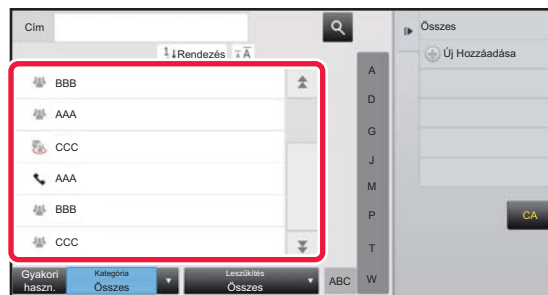 Cím
Összes
Rendezés
Új Hozzáadása
BBB
AAA
CCC
AAA
BBB
CCC
A
D
G
J
M
P
T
W
CA
Gyakori haszn.
Kategória
Összes
Leszűkítés
Összes
ABC